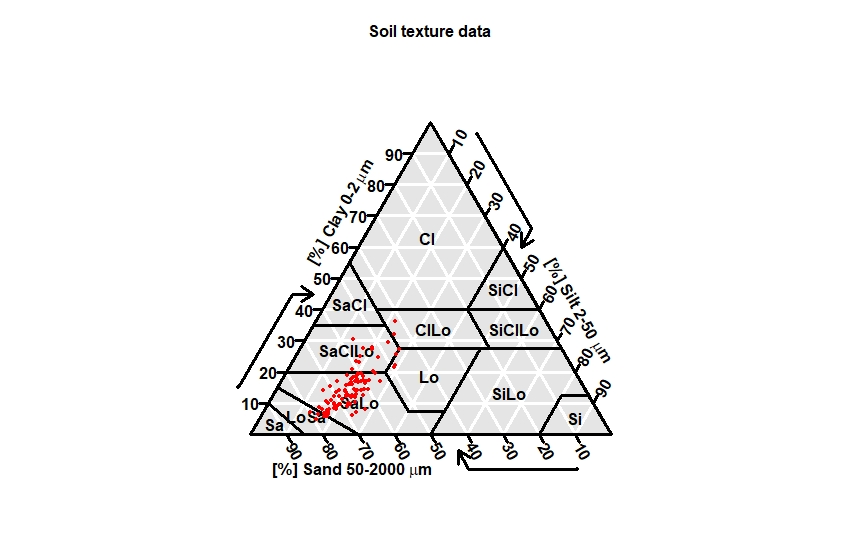 Soil texture data
[%] Clay 0-2 μm
90
80
70
60
50
40
30
20
10
[%] Silt 2-50 μm
10
20
30
40
50
60
70
80
90
Cl
SiCl
SaCl
ClLo
SiClLo
SaClLo
Lo
SiLo
SaLo
LoSa
Sa
Si
90
80
70
60
50
40
30
20
10
[%] Sand 50-2000 μm